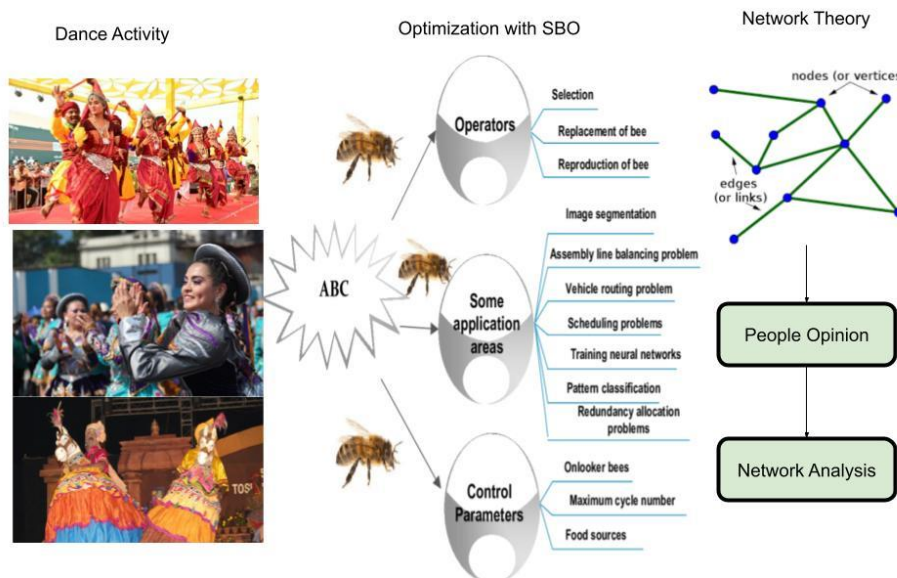 Dance Activity
Optimization with SBO
Network Theory
Operators
Selection
Replacement of bee
Reproduction of bee
ABC
Some
application
areas
Image segmentation
Assembly line balancing problem
Vehicle routing problem
Scheduling problems
Training neural networks
Pattern classification
Redundancy allocation
problems
Control
Parameters
Onlooker bees
Maximum cycle number
Food sources
nodes (or vertices
edges
(or links)
People Opinion
Network Analysis
TOS